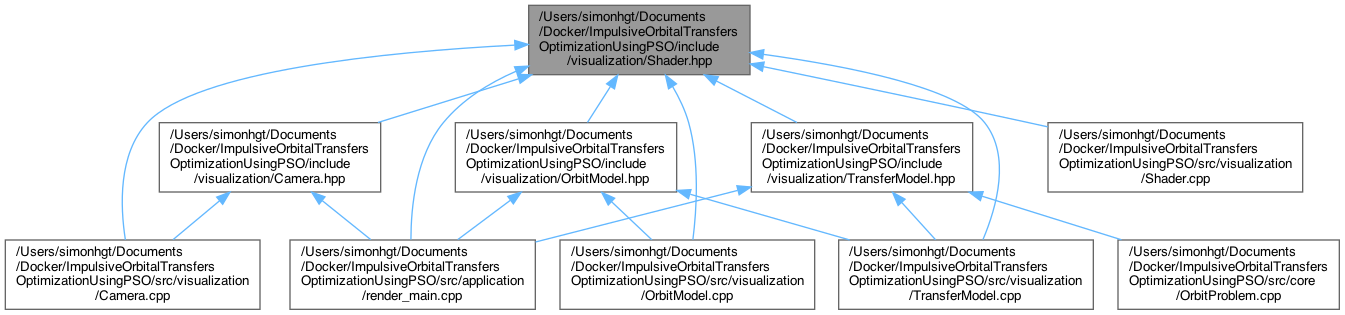 /Users/simonhgt/Documents
/Docker/ImpulsiveOrbitalTransfers
OptimizationUsingPSO/include
/visualization/Shader.hpp
/Users/simonhgt/Documents
/Docker/ImpulsiveOrbitalTransfers
OptimizationUsingPSO/include
/visualization/Camera.hpp
/Users/simonhgt/Documents
/Docker/ImpulsiveOrbitalTransfers
OptimizationUsingPSO/include
/visualization/OrbitModel.hpp
/Users/simonhgt/Documents
/Docker/ImpulsiveOrbitalTransfers
OptimizationUsingPSO/include
/visualization/TransferModel.hpp
/Users/simonhgt/Documents
/Docker/ImpulsiveOrbitalTransfers
OptimizationUsingPSO/src/visualization
/Shader.cpp
/Users/simonhgt/Documents
/Docker/ImpulsiveOrbitalTransfers
OptimizationUsingPSO/src/visualization
/Camera.cpp
/Users/simonhgt/Documents
/Docker/ImpulsiveOrbitalTransfers
OptimizationUsingPSO/src/application
/render_main.cpp
/Users/simonhgt/Documents
/Docker/ImpulsiveOrbitalTransfers
OptimizationUsingPSO/src/visualization
/OrbitModel.cpp
/Users/simonhgt/Documents
/Docker/ImpulsiveOrbitalTransfers
OptimizationUsingPSO/src/visualization
/TransferModel.cpp
/Users/simonhgt/Documents
/Docker/ImpulsiveOrbitalTransfers
OptimizationUsingPSO/src/core
/OrbitProblem.cpp